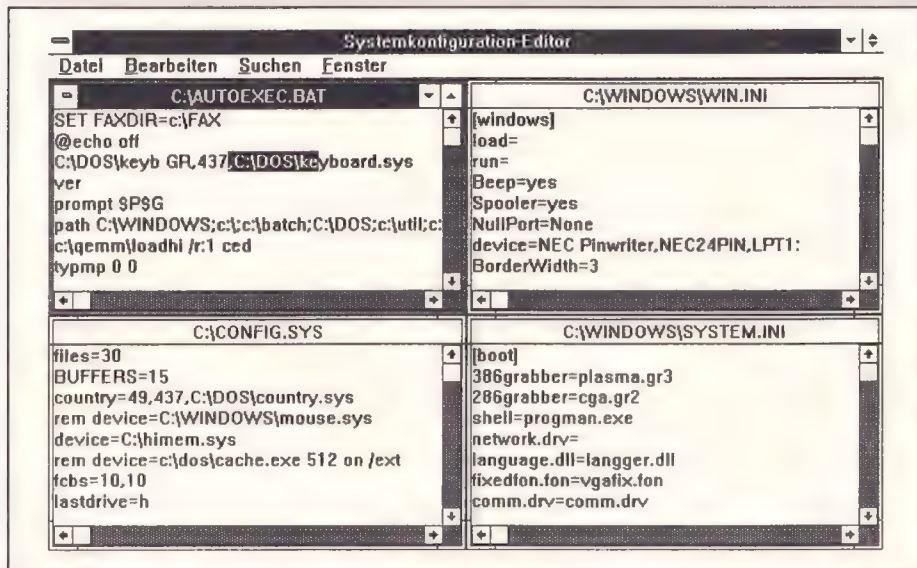 Systemkonfiguration-Editor
Datei Bearbeiten Suchen Fenster
C:\AUTOEXEC.BAT
SET FAXDIR=c:\FAX
@echo off
C:\DOS\keyb GR,437,C:\DOS\keyboard.sys
ver
prompt $P$G
path C:\WINDOWS;c:\;c:\batch;C:\DOS;c:\util;c:
c:\qemm\loadhi /r:1 ced
typmp 0 0
C:\WINDOWS\WIN.INI
[windows]
load=
run=
Beep=yes
Spooler=yes
NullPort=None
device=NEC Pinwriter,NEC24PIN,LPT1:
BorderWidth=3
C:\CONFIG.SYS
files=30
BUFFERS=15
country=49,437,C:\DOS\country.sys
rem device=C:\WINDOWS\mouse.sys
device=C:\himem.sys
rem device=c:\dos\cache.exe 512 on /ext
fcbs=10,10
lastdrive=h
C:\WINDOWS\SYSTEM.INI
[boot]
386grabber=plasma.gr3
286grabber=cga.gr2
shell=progman.exe
network.drv=
language.dll=langger.dll
fixedfon.fon=vgafix.fon
comm.drv=comm.drv